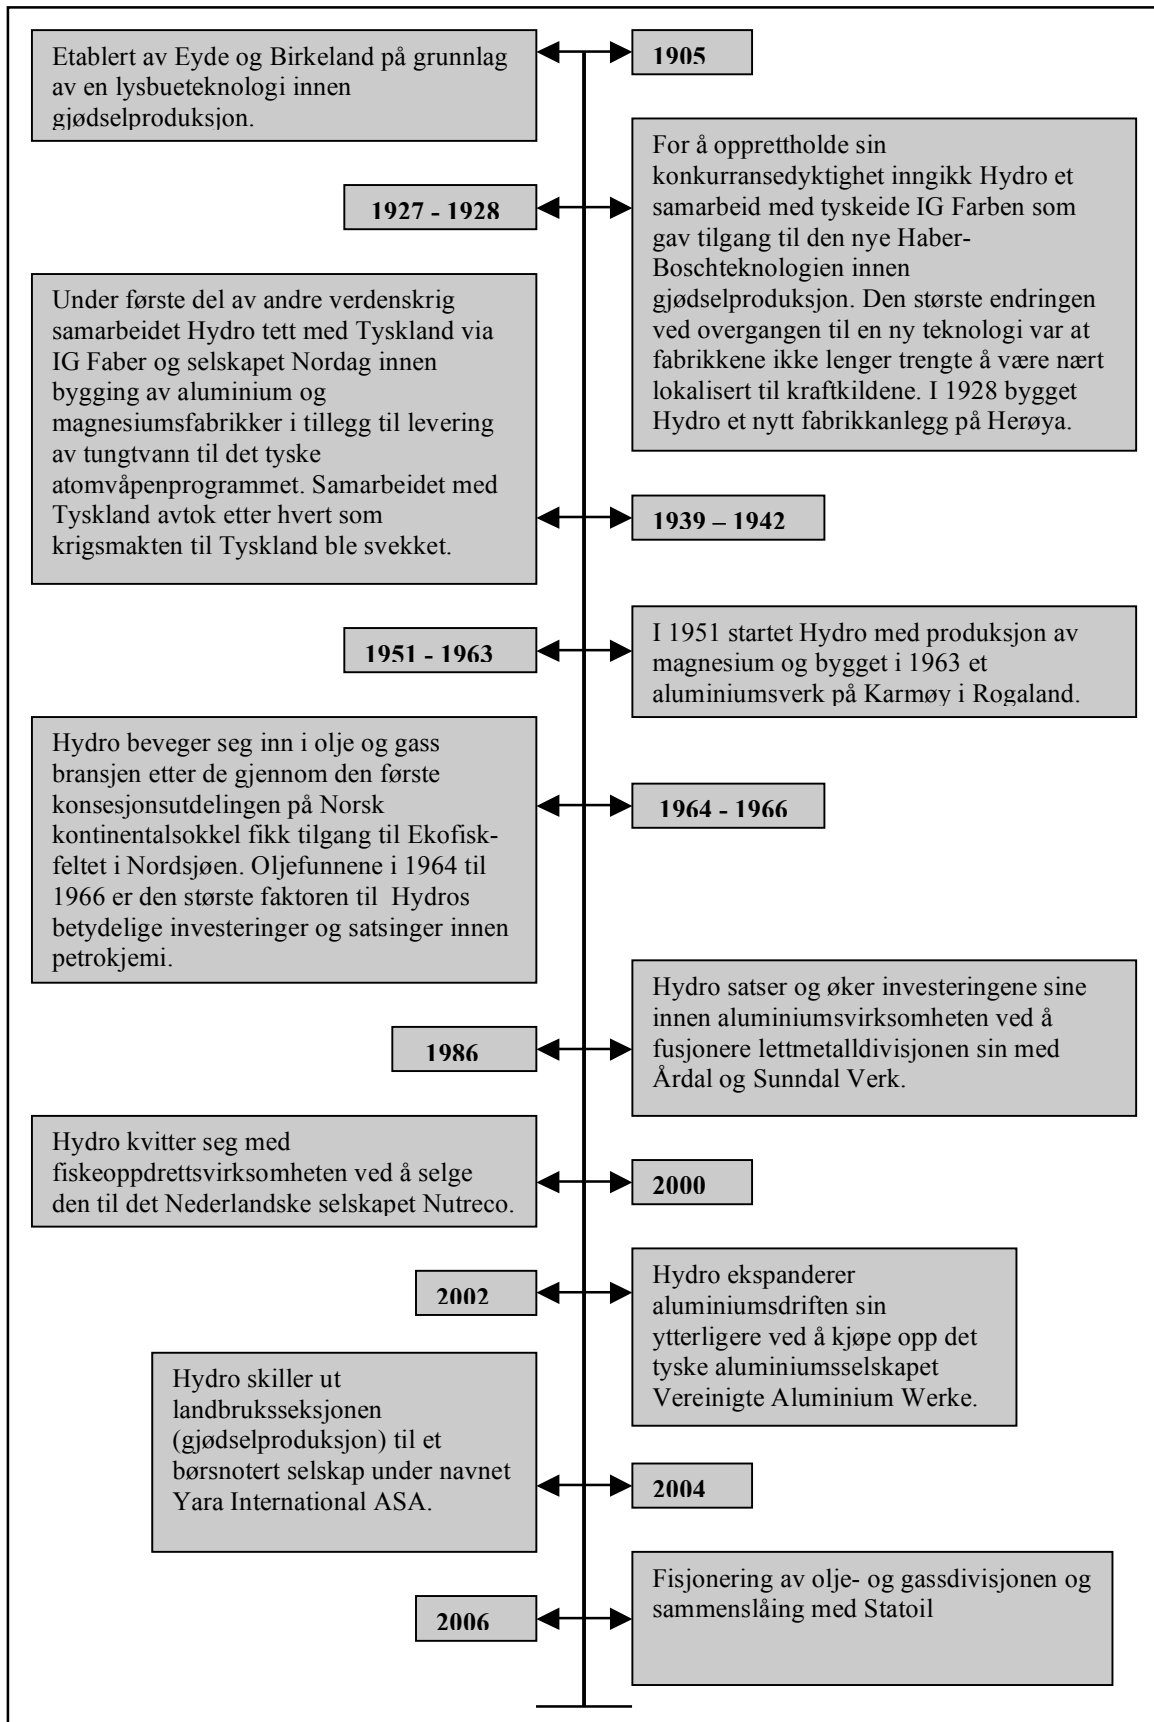 Etablert av Eyde og Birkeland på grunnlag
av en lysbueteknologi innen
gjødselproduksjon.
1905
1927 - 1928
For å opprettholde sin
konkurransedyktighet inngikk Hydro et
samarbeid med tyskeide IG Farben som
gav tilgang til den nye Haber-
Boschteknologien innen
gjødselproduksjon. Den største endringen
ved overgangen til en ny teknologi var at
fabrikkene ikke lenger trengte å være nært
lokalisert til kraftkildene. I 1928 bygget
Hydro et nytt fabrikkanlegg på Herøya.
Under første del av andre verdenskrig
samarbeidet Hydro tett med Tyskland via
IG Faber og selskapet Nordag innen
bygging av aluminium og
magnesiumsfabrikker i tillegg til levering
av tungtvann til det tyske
atomvåpenprogrammet. Samarbeidet med
Tyskland avtok etter hvert som
krigsmakten til Tyskland ble svekket.
1939 – 1942
1951 - 1963
I 1951 startet Hydro med produksjon av
magnesium og bygget i 1963 et
aluminiumsverk på Karmøy i Rogaland.
Hydro beveger seg inn i olje og gass
bransjen etter de gjennom den første
konsesjonsutdelingen på Norsk
kontinentalsokkel fikk tilgang til Ekofisk-
feltet i Nordsjøen. Oljefunnene i 1964 til
1966 er den største faktoren til Hydros
betydelige investeringer og satsinger innen
petrokjemi.
1964 - 1966
1986
Hydro satser og øker investeringene sine
innen aluminiumsvirksomheten ved å
fusjonere lettmetalldivisjonen sin med
Årdal og Sunndal Verk.
Hydro kvitter seg med
fiskeoppdrettsvirksomheten ved å selge
den til det Nederlandske selskapet Nutreco.
2000
2002
Hydro ekspanderer
aluminiumsdriften sin
ytterligere ved å kjøpe opp det
tyske aluminiumsselskapet
Vereinigte Aluminium Werke.
Hydro skiller ut
landbruksseksjonen
(gjødselproduksjon) til et
børsnotert selskap under navnet
Yara International ASA.
2004
2006
Fisjonering av olje- og gassdivisjonen og
sammenslåing med Statoil